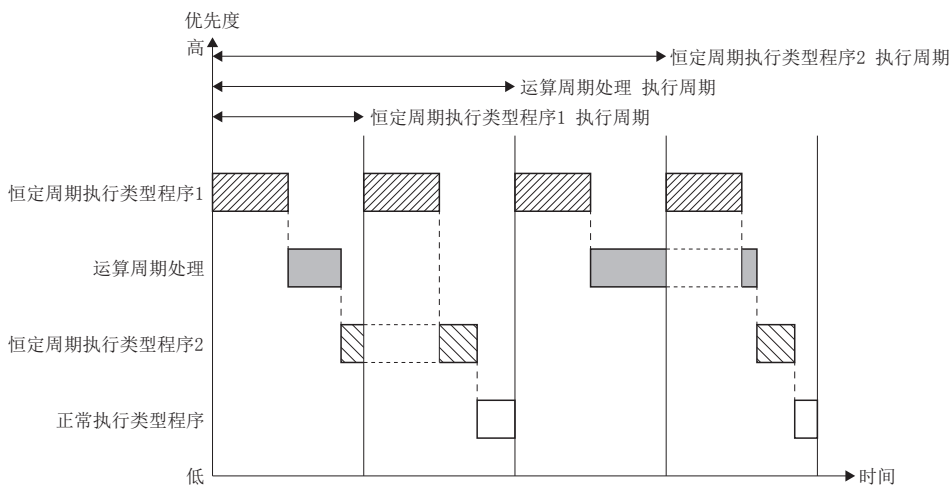 优先度
高
恒定周期执行类型程序2 执行周期
运算周期处理 执行周期
恒定周期执行类型程序1 执行周期
恒定周期执行类型程序1
运算周期处理
恒定周期执行类型程序2
正常执行类型程序
低
时间